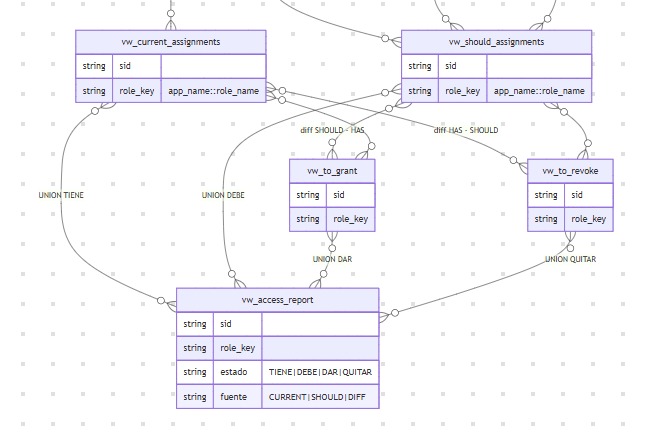 vw_current_assignments
string sid
string role_key app_name::role_name
vw_should_assignments
string sid
string role_key app_name::role_name
diff SHOULD - HAS
diff HAS - SHOULD
vw_to_grant
string sid
string role_key
vw_to_revoke
string sid
string role_key
UNION TIENE
UNION DEBE
UNION DAR
UNION QUITAR
vw_access_report
string sid
string role_key
string estado TIENE|DEBE|DAR|QUITAR
string fuente CURRENT|SHOULD|DIFF